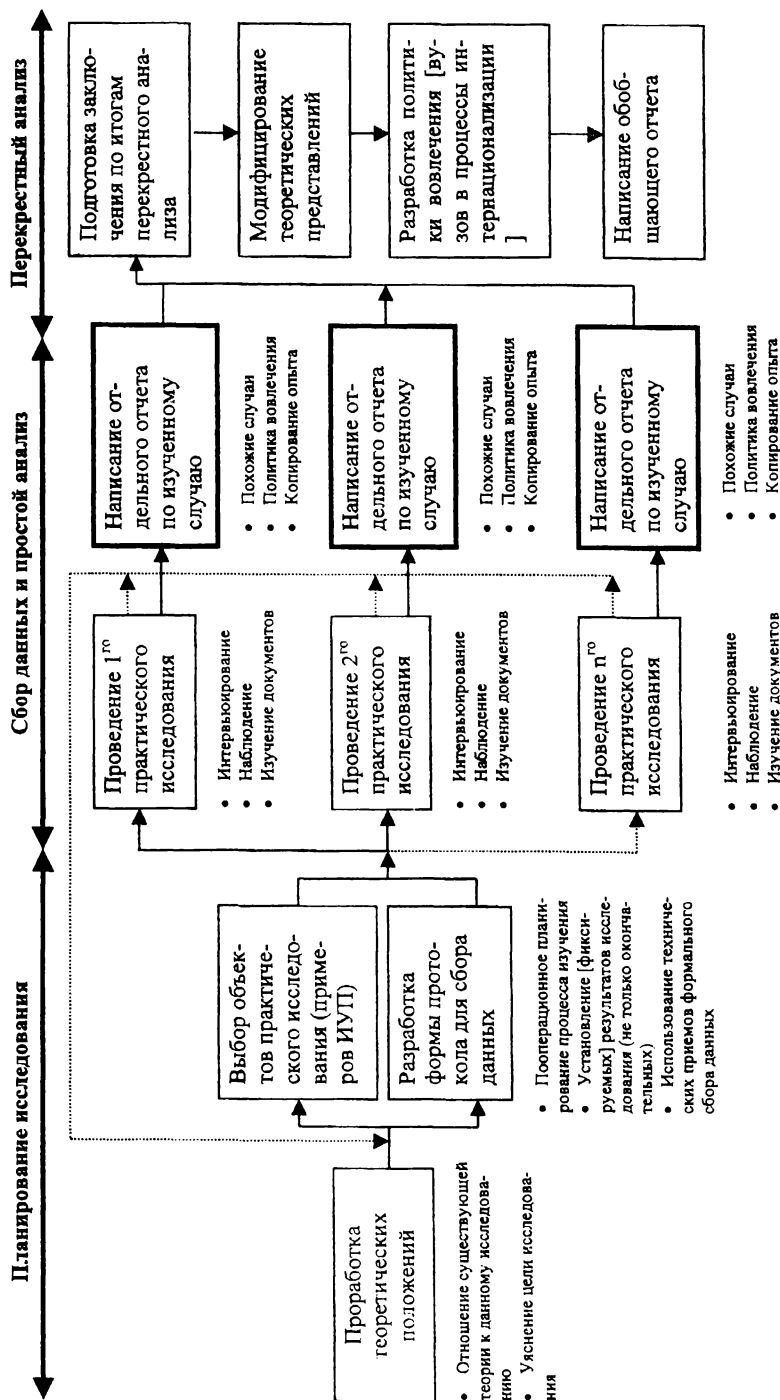 Планирование исследования
Сбор данных и простой анализ
Перекрестный анализ
Проработка
теоретических
положений
• Отношение существующей
теории к данному исследова-
нию
• Уяснение цели исследова-
ния
Выбор объек-
тов практиче-
ского исследо-
вания (приме-
ров ИУП)
Разработка
формы прото-
кола для сбора
данных
• Пооперационное плани-
рование процесса изучения
• Установление [фикси-
руемых] результатов иссле-
дования (не только оконча-
тельных)
• Использование техниче-
ских приемов формального
сбора данных
Проведение 1го
практического
исследования
• Интервьюирование
• Наблюдение
• Изучение документов
Проведение 2го
практического
исследования
• Интервьюирование
• Наблюдение
• Изучение документов
Проведение nго
практического
исследования
• Интервьюирование
• Наблюдение
• Изучение документов
Написание от-
дельного отчета
по изученному
случаю
• Похожие случаи
• Политика вовлечения
• Копирование опыта
Написание от-
дельного отчета
по изученному
случаю
• Похожие случаи
• Политика вовлечения
• Копирование опыта
Написание от-
дельного отчета
по изученному
случаю
• Похожие случаи
• Политика вовлечения
• Копирование опыта
Подготовка заклю-
чения по итогам
перекрестного ана-
лиза
Модифицирование
теоретических
представлений
Разработка полити-
ки вовлечения [ву-
зов в процессы ин-
тернационализации
]
Написание обоб-
щающего отчета